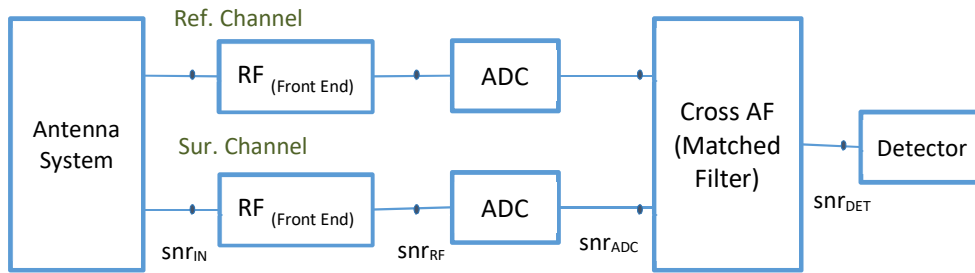 Ref. Channel
RF (Front End)
ADC
Antenna
System
Cross AF
(Matched
Filter)
Detector
Sur. Channel
RF (Front End)
ADC
snrIN
snrRF
snrADC
snrDET